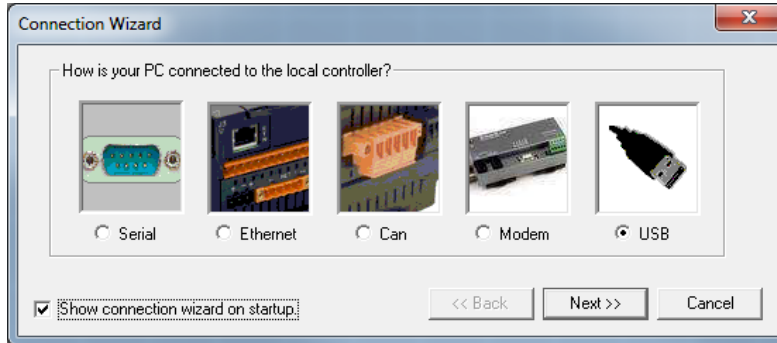 Connection Wizard
How is your PC connected to the local controller?
Serial
Ethernet
Can
Modem
USB
Show connection wizard on startup.
<< Back
Next >>
Cancel